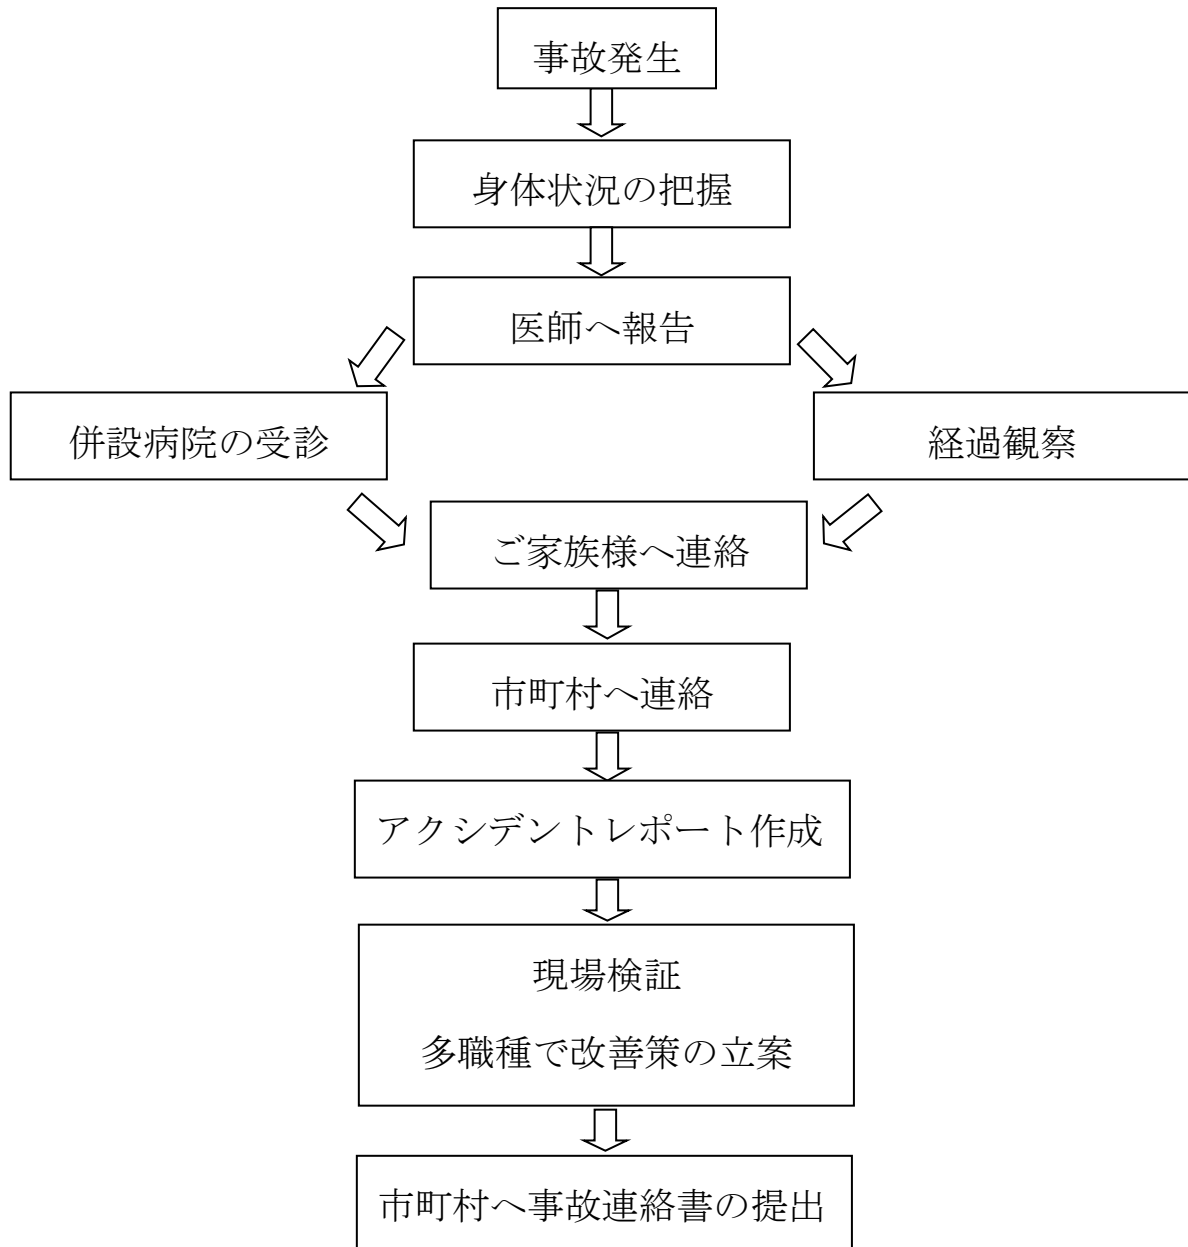 事故発生
身体状況の把握
医師へ報告
併設病院の受診
経過観察
ご家族様へ連絡
市町村へ連絡
アクシデントレポート作成
現場検証
多職種で改善策の立案
市町村へ事故連絡書の提出